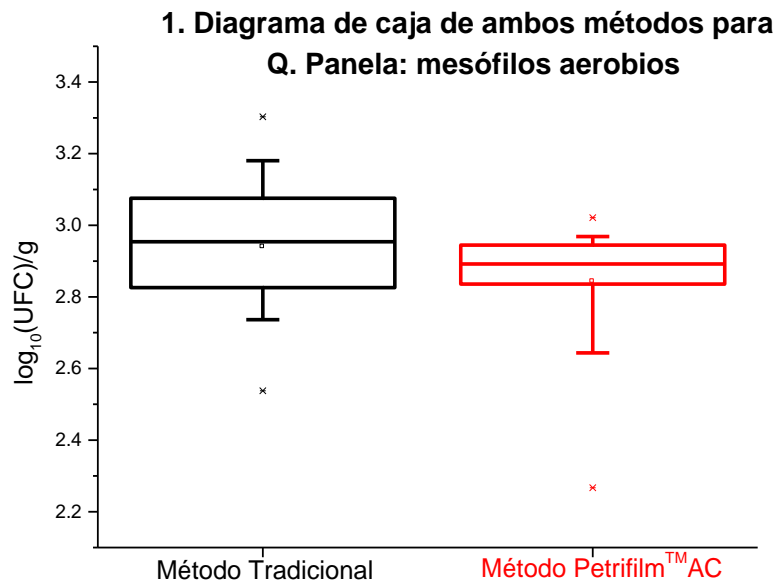 1. Diagrama de caja de ambos métodos para
Q. Panela: mesófilos aerobios
log₁₀(UFC)/g
3.4
3.2
3.0
2.8
2.6
2.4
2.2
Método Tradicional
Método Petrifilm™AC